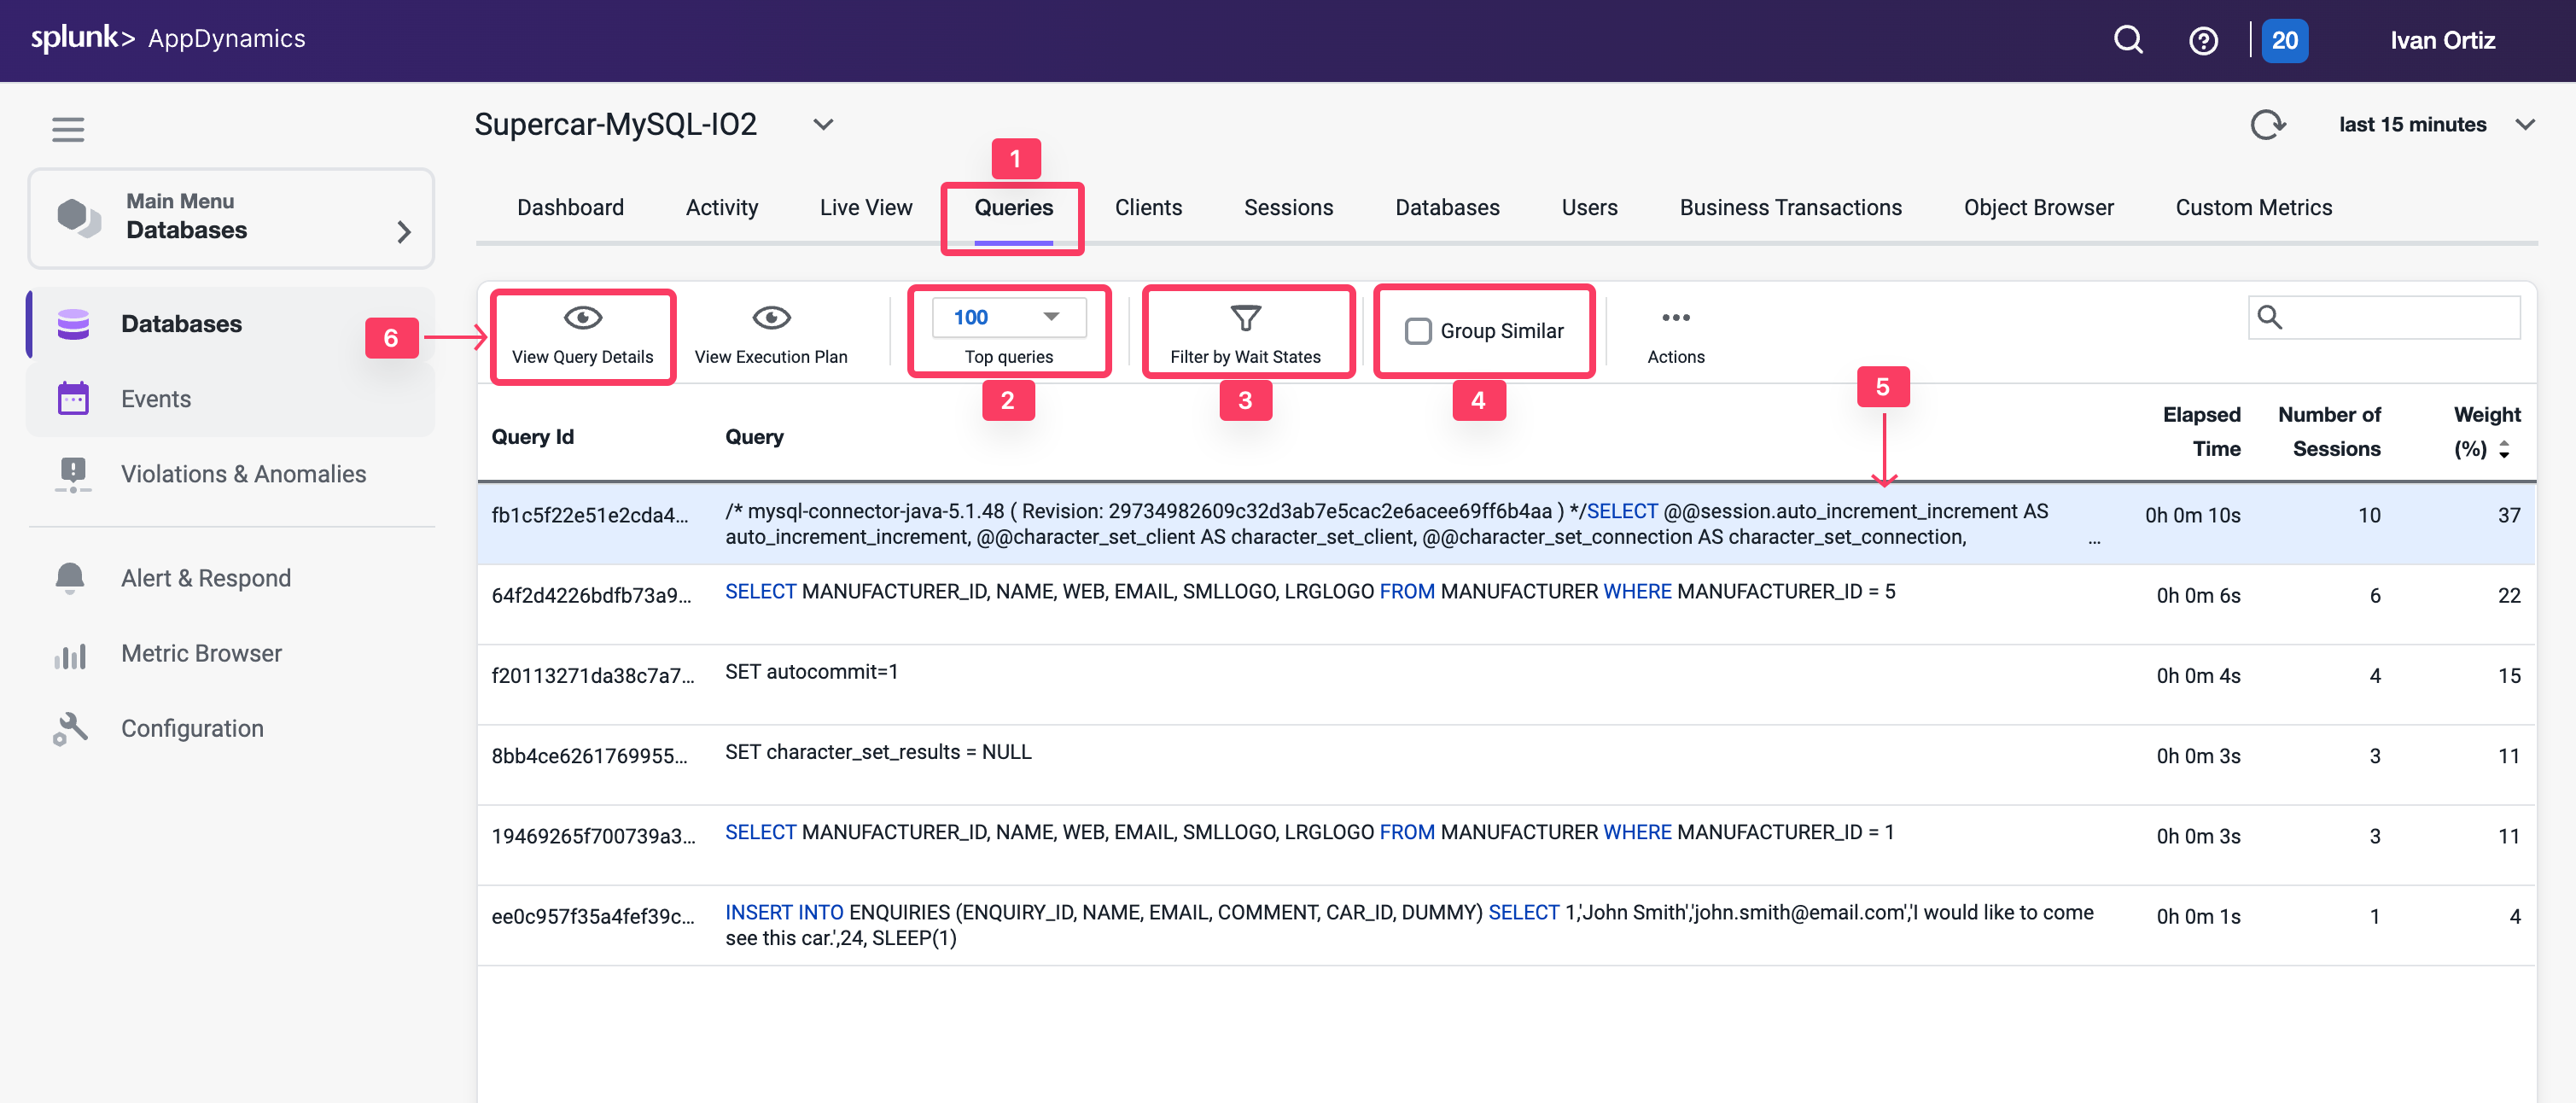 splunk> AppDynamics
20
Ivan Ortiz
Supercar-MySQL-IO2
last 15 minutes
Main Menu
Databases
1
Dashboard
Activity
Live View
Queries
Clients
Sessions
Databases
Users
Business Transactions
Object Browser
Custom Metrics
Databases
Events
Violations & Anomalies
Alert & Respond
Metric Browser
Configuration
6
View Query Details
View Execution Plan
100
Top queries
Filter by Wait States
Group Similar
Actions
2
3
4
5
Query Id
Query
Elapsed Time
Number of Sessions
Weight (%)
fb1c5f22e51e2cda4...
/* mysql-connector-java-5.1.48 ( Revision: 29734982609c32d3ab7e5cac2e6acee69ff6b4aa ) */SELECT @@session.auto_increment_increment AS
auto_increment_increment, @@character_set_client AS character_set_client, @@character_set_connection AS character_set_connection, ...
0h 0m 10s
10
37
64f2d4226bdfb73a9...
SELECT MANUFACTURER_ID, NAME, WEB, EMAIL, SMLLOGO, LRGLOGO FROM MANUFACTURER WHERE MANUFACTURER_ID = 5
0h 0m 6s
6
22
f20113271da38c7a7...
SET autocommit=1
0h 0m 4s
4
15
8bb4ce6261769955...
SET character_set_results = NULL
0h 0m 3s
3
11
19469265f700739a3...
SELECT MANUFACTURER_ID, NAME, WEB, EMAIL, SMLLOGO, LRGLOGO FROM MANUFACTURER WHERE MANUFACTURER_ID = 1
0h 0m 3s
3
11
ee0c957f35a4fef39c...
INSERT INTO ENQUIRIES (ENQUIRY_ID, NAME, EMAIL, COMMENT, CAR_ID, DUMMY) SELECT 1,'John Smith','john.smith@email.com','I would like to come
see this car.',24, SLEEP(1)
0h 0m 1s
1
4